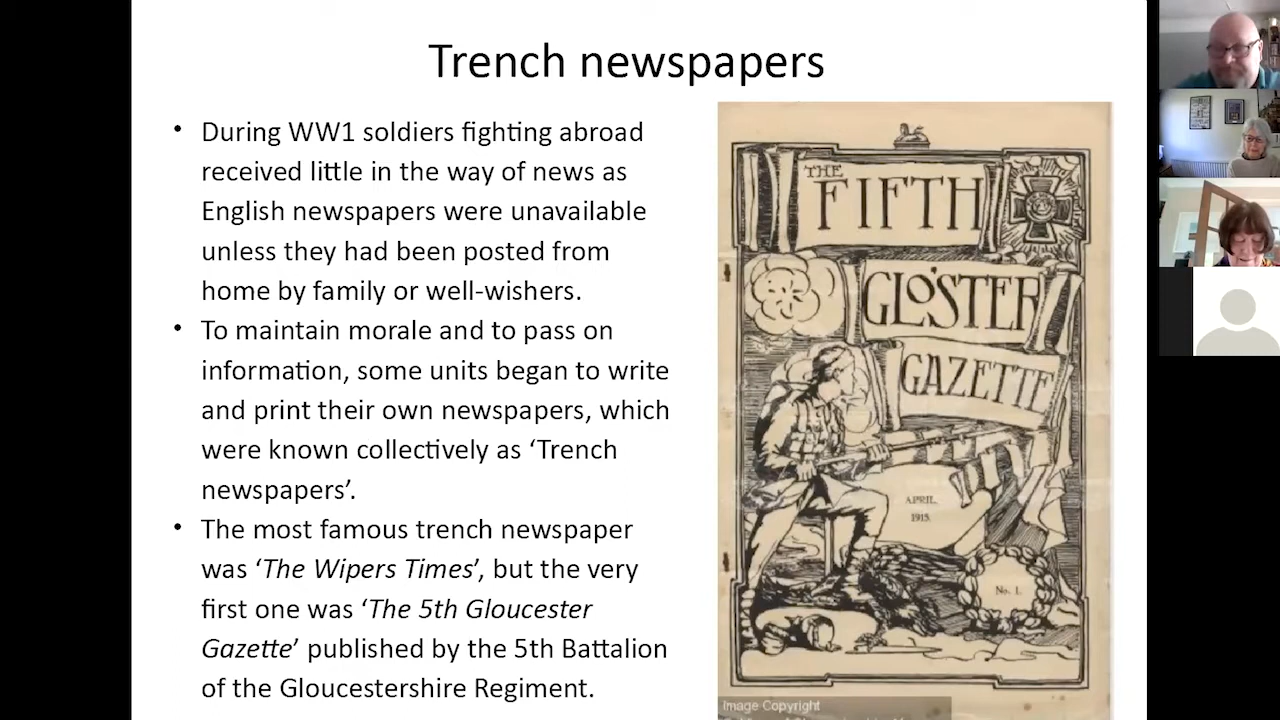 Trench newspapers
• During WW1 soldiers fighting abroad
received little in the way of news as
English newspapers were unavailable
unless they had been posted from
home by family or well-wishers.
• To maintain morale and to pass on
information, some units began to write
and print their own newspapers, which
were known collectively as ‘Trench
newspapers’.
• The most famous trench newspaper
was ‘The Wipers Times’, but the very
first one was ‘The 5th Gloucester
Gazette’ published by the 5th Battalion
of the Gloucestershire Regiment.
THE
FIFTH
GLO'STER
GAZETTE
APRIL,
1915.
No. 1.
Image Copyright